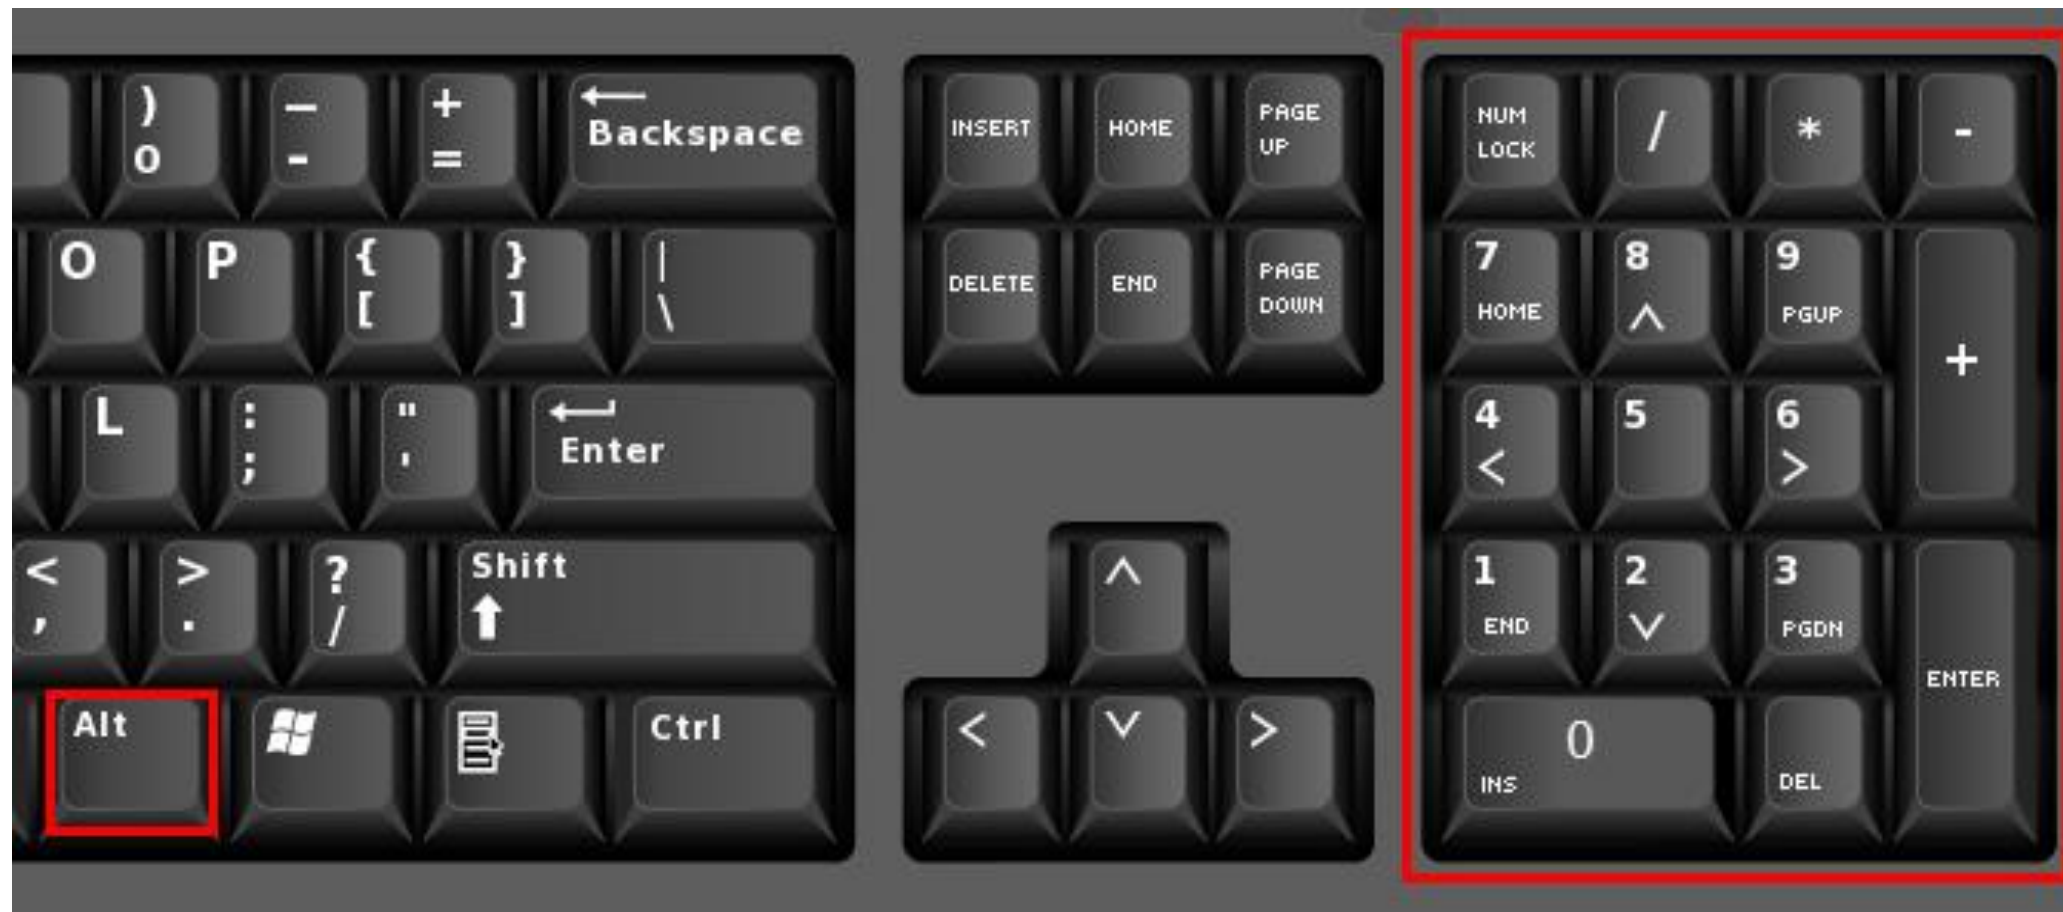 )
0
_
-
+
=
Backspace
INSERT
HOME
PAGE
UP
NUM
LOCK
/
*
-
O
P
{
[
}
]
|
\
DELETE
END
PAGE
DOWN
7
HOME
8
^
9
PGUP
+
L
:
;
"
'
Enter
4
<
5
6
>
<
,
>
.
?
/
Shift
^
1
END
2
v
3
PGDN
ENTER
Alt
Ctrl
<
v
>
0
INS
DEL